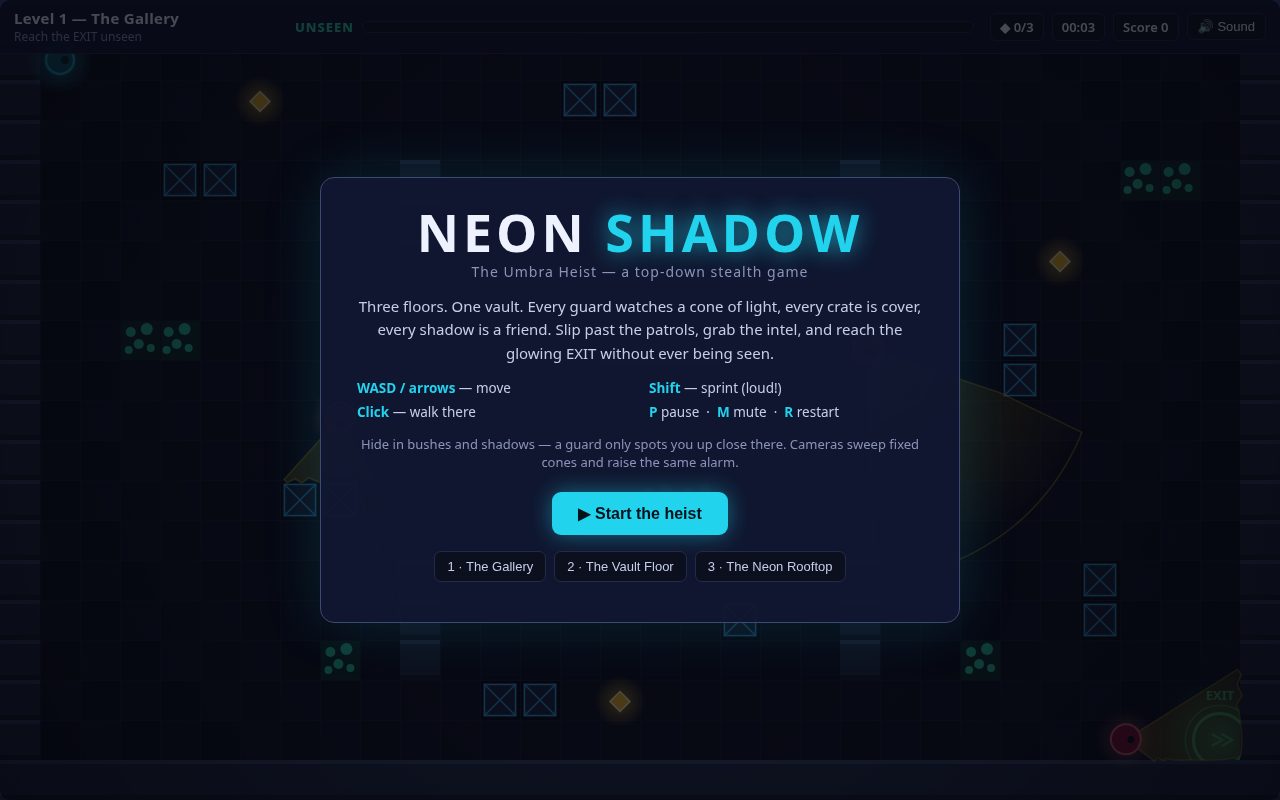 Level 1 — The Gallery
Reach the EXIT unseen
UNSEEN
◆ 0/3
00:03
Score 0
🔊 Sound
NEON SHADOW
The Umbra Heist — a top-down stealth game
Three floors. One vault. Every guard watches a cone of light, every crate is cover,
every shadow is a friend. Slip past the patrols, grab the intel, and reach the
glowing EXIT without ever being seen.
WASD / arrows — move
Shift — sprint (loud!)
Click — walk there
P pause · M mute · R restart
Hide in bushes and shadows — a guard only spots you up close there. Cameras sweep fixed
cones and raise the same alarm.
▶ Start the heist
1 · The Gallery
2 · The Vault Floor
3 · The Neon Rooftop
EXIT